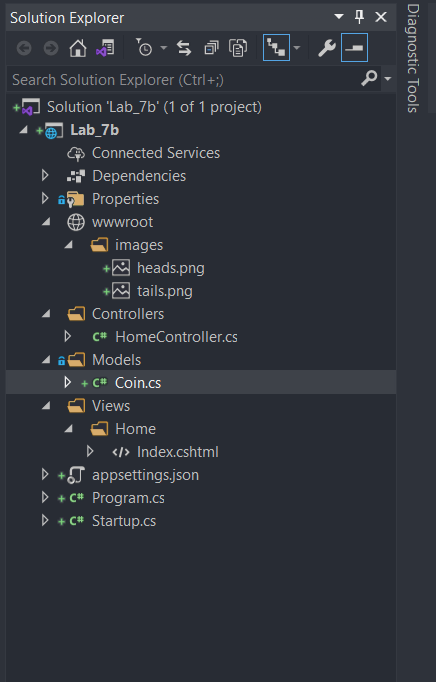 Solution Explorer
Search Solution Explorer (Ctrl+;)
Solution 'Lab_7b' (1 of 1 project)
Lab_7b
Connected Services
Dependencies
Properties
wwwroot
images
heads.png
tails.png
Controllers
C# HomeController.cs
Models
C# Coin.cs
Views
Home
Index.cshtml
appsettings.json
C# Program.cs
C# Startup.cs
Diagnostic Tools